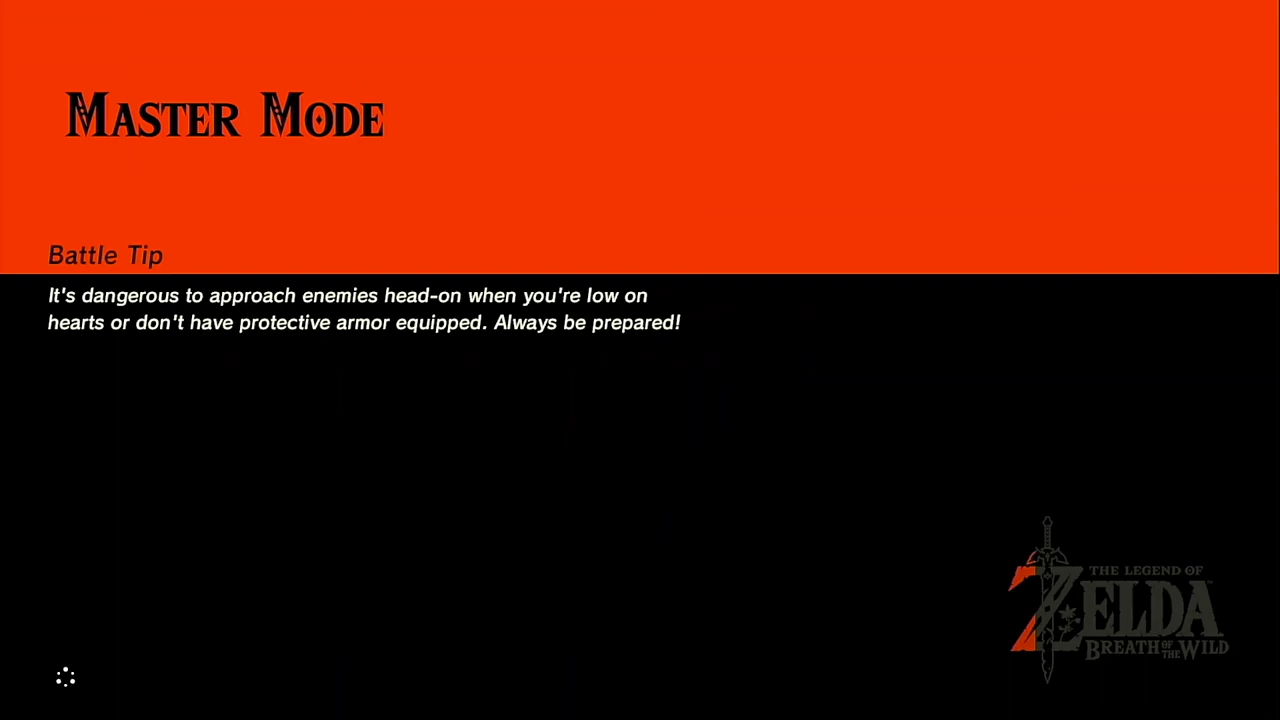 MASTER MODE
Battle Tip
It's dangerous to approach enemies head-on when you're low on
hearts or don't have protective armor equipped. Always be prepared!
THE LEGEND OF
ZELDA
BREATH OF THE WILD